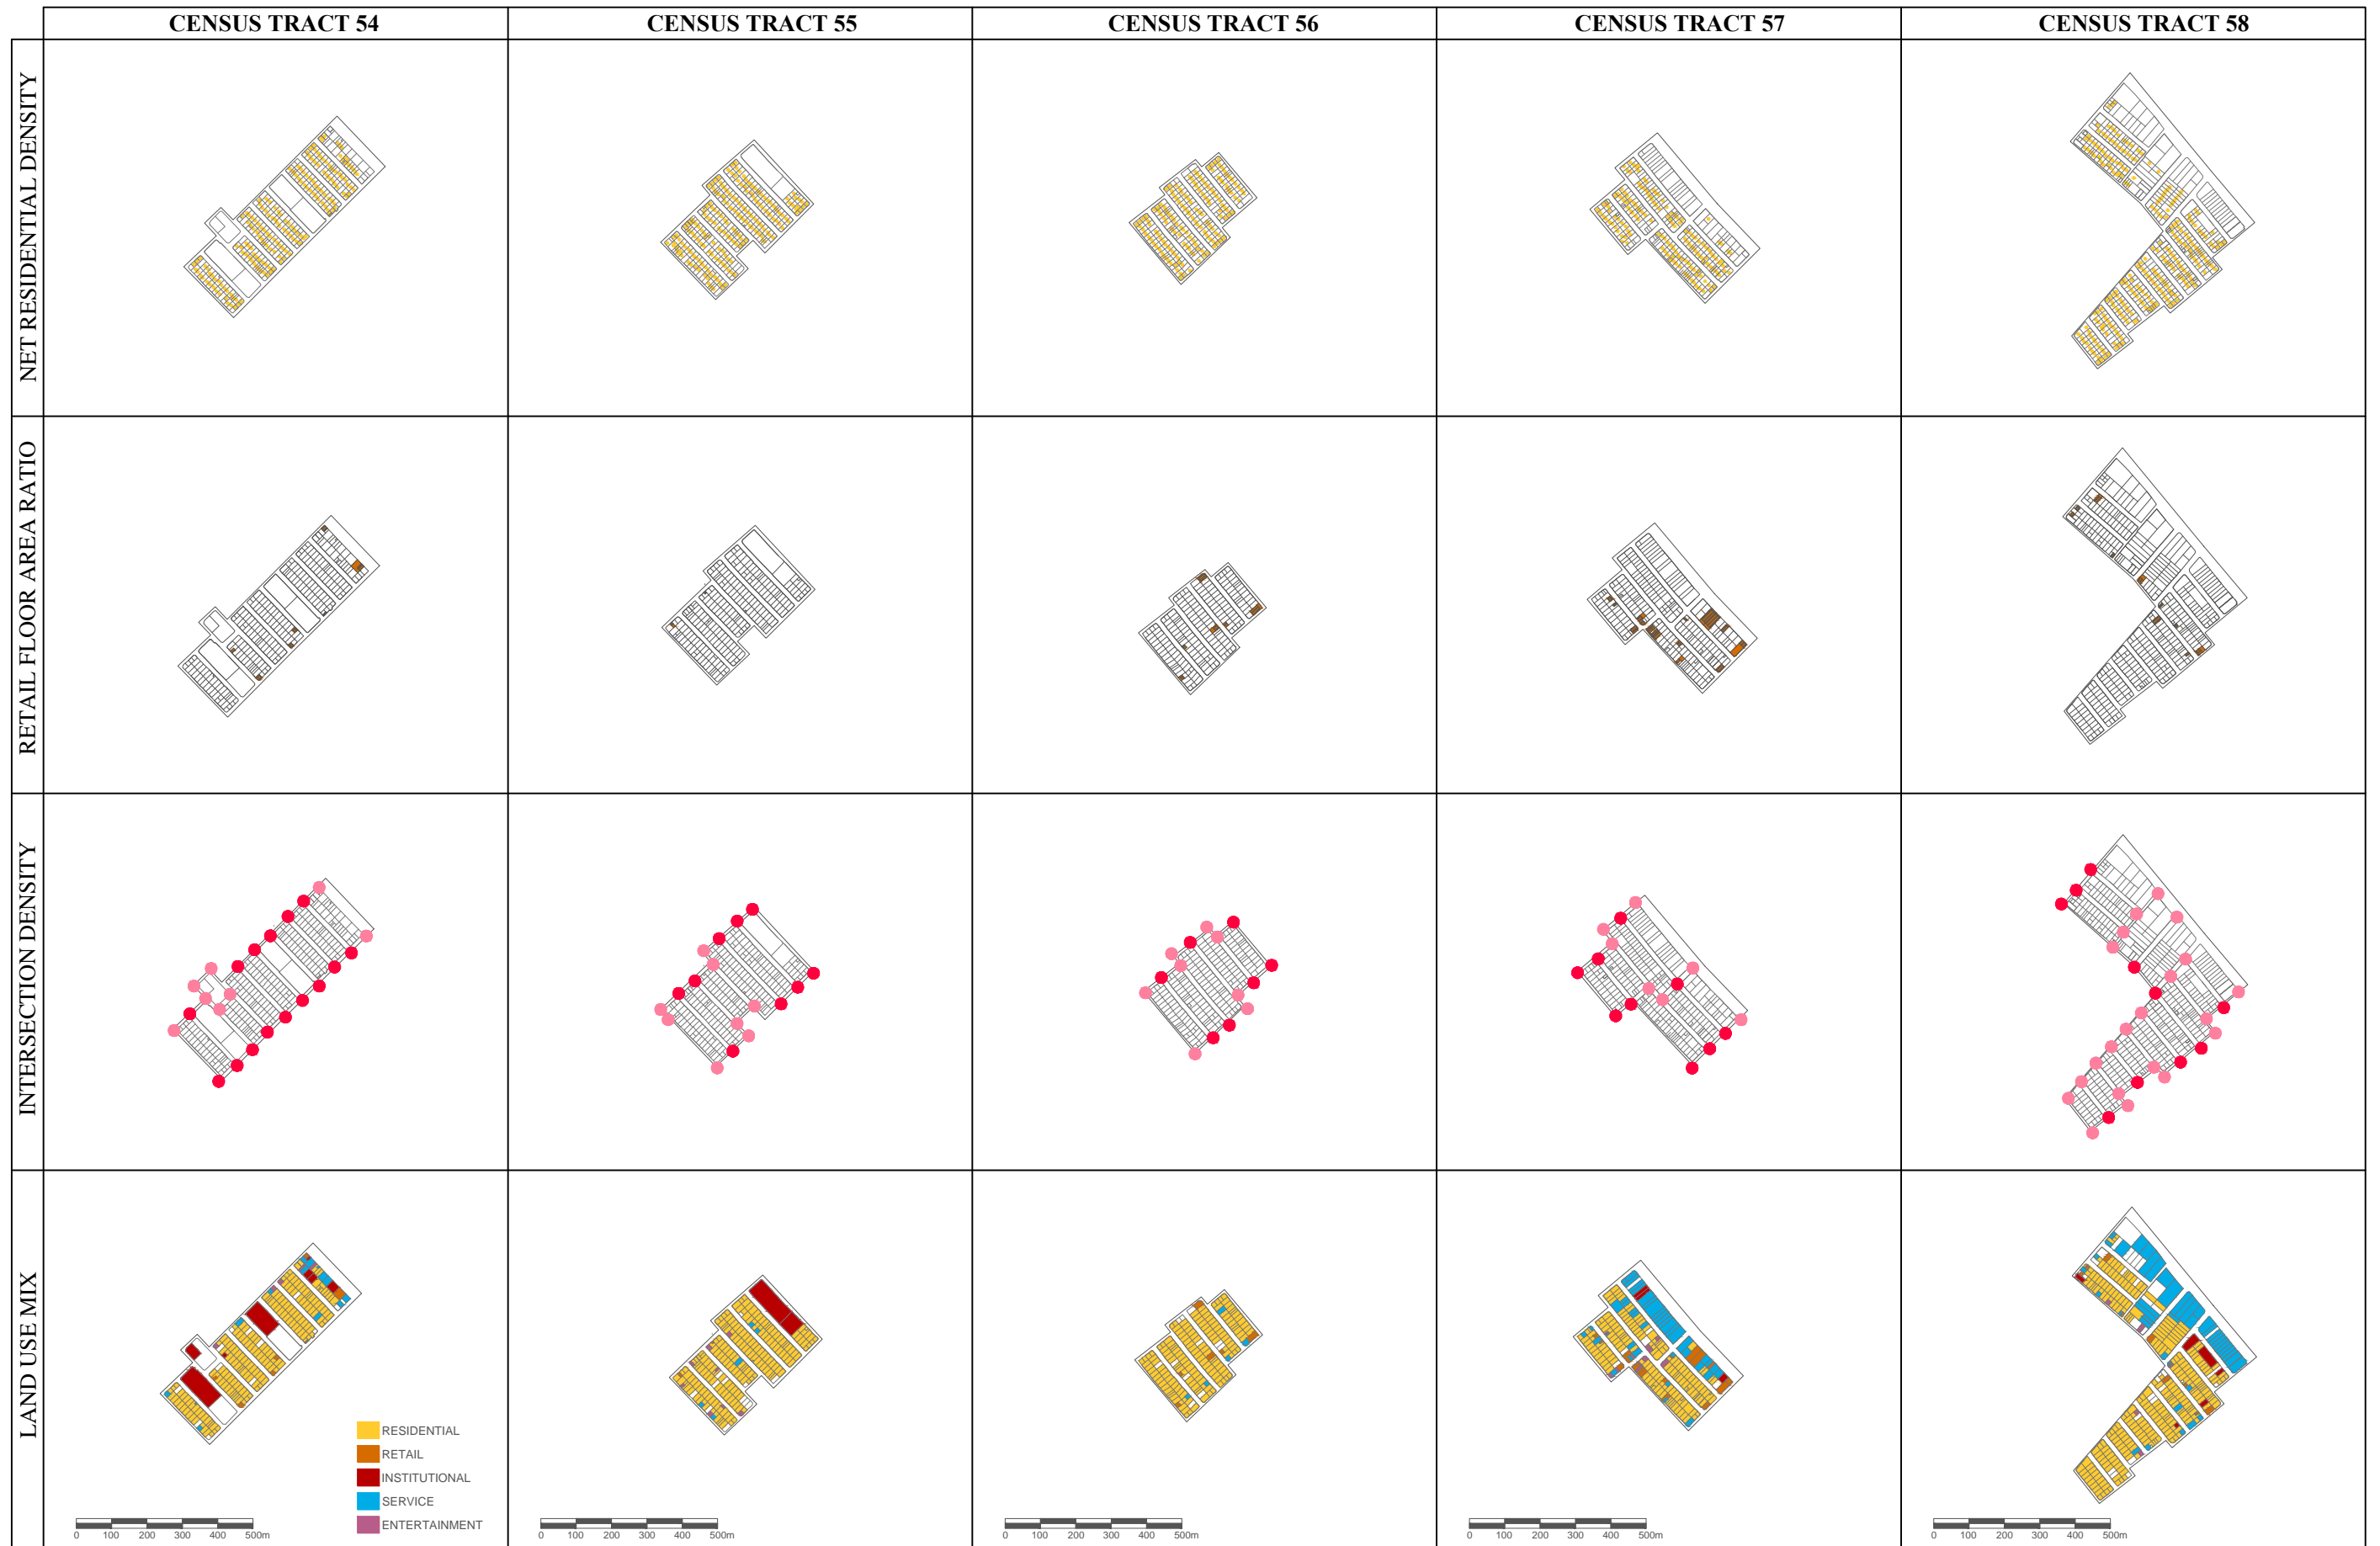 CENSUS TRACT 54
CENSUS TRACT 55
CENSUS TRACT 56
CENSUS TRACT 57
CENSUS TRACT 58
NET RESIDENTIAL DENSITY
RETAIL FLOOR AREA RATIO
INTERSECTION DENSITY
LAND USE MIX
RESIDENTIAL
RETAIL
INSTITUTIONAL
SERVICE
ENTERTAINMENT
0 100 200 300 400 500m
0 100 200 300 400 500m
0 100 200 300 400 500m
0 100 200 300 400 500m
0 100 200 300 400 500m